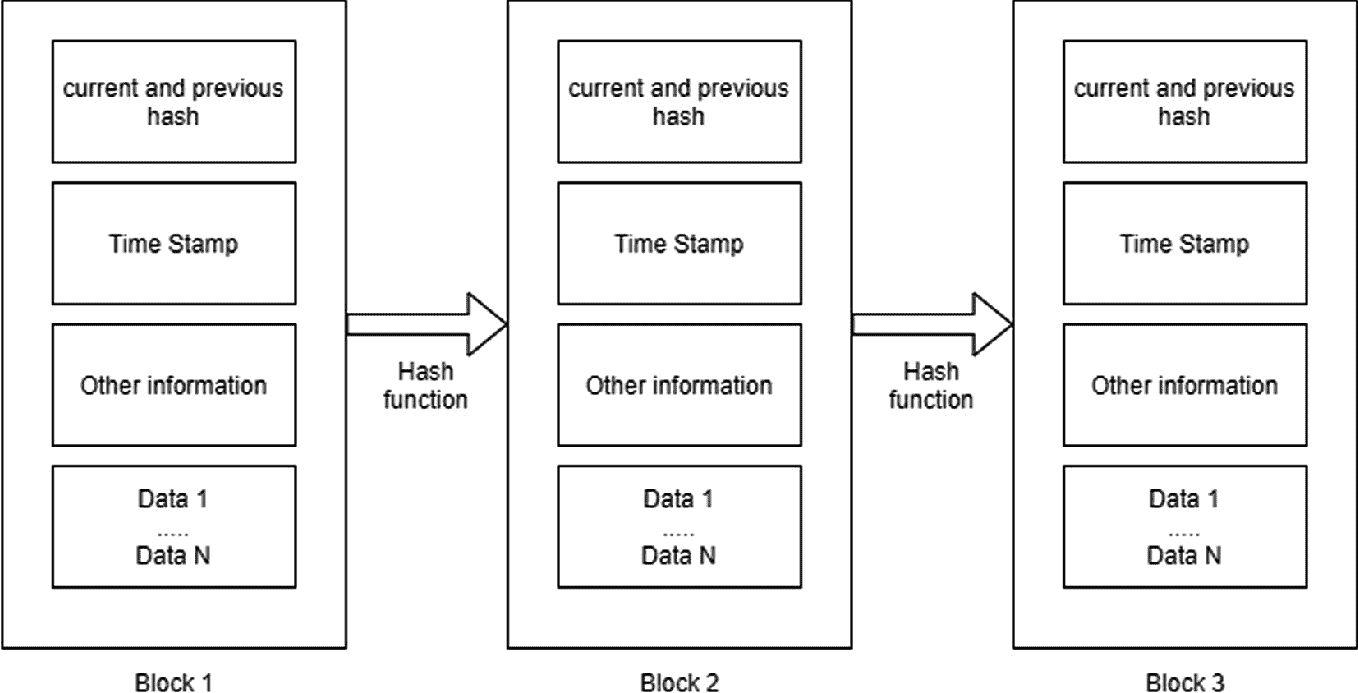 current and previous
hash
Time Stamp
Other information
Data 1
.....
Data N
Block 1
Hash
function
current and previous
hash
Time Stamp
Other information
Data 1
.....
Data N
Block 2
Hash
function
current and previous
hash
Time Stamp
Other information
Data 1
.....
Data N
Block 3